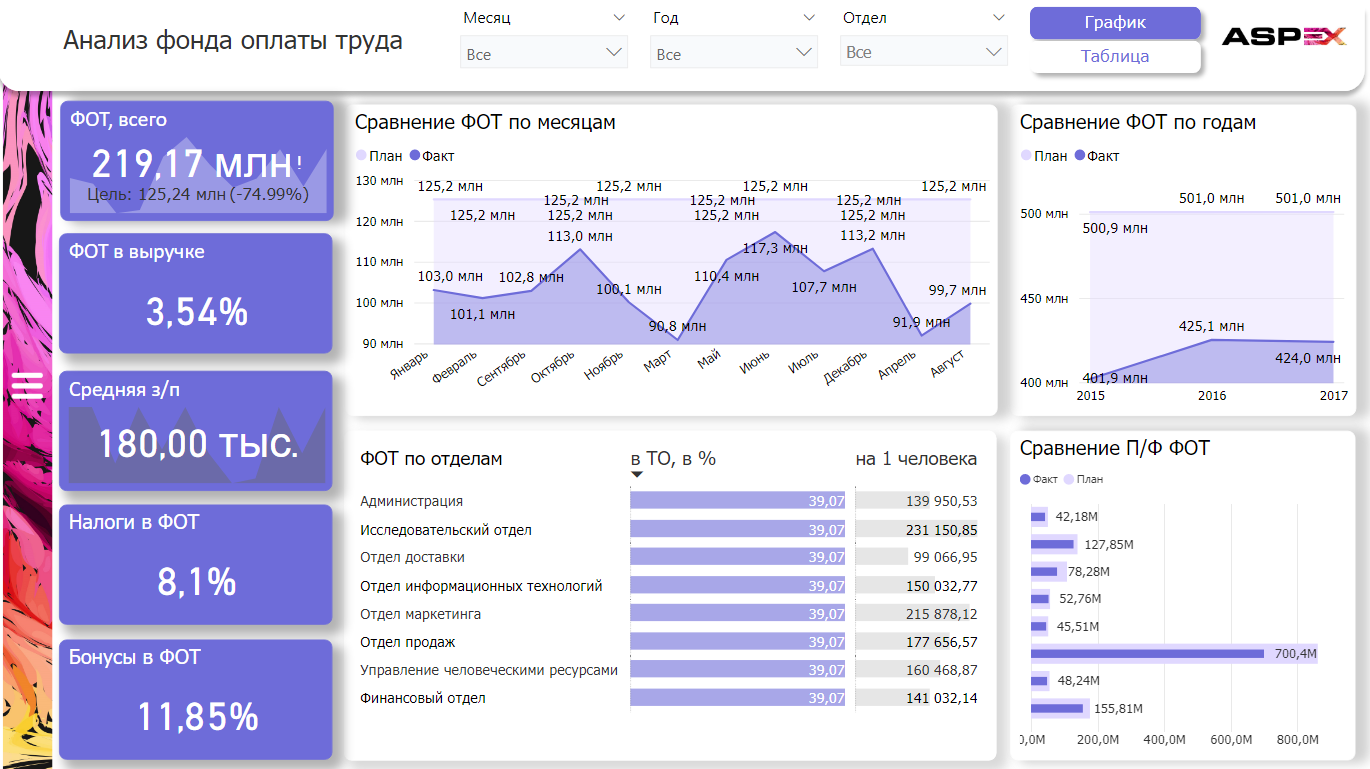 Анализ фонда оплаты труда
Месяц
Все
Год
Все
Отдел
Все
График
Таблица
ASPEX
ФОТ, всего
219,17 млн!
Цель: 125,24 млн (-74.99%)
ФОТ в выручке
3,54%
Средняя з/п
180,00 тыс.
Налоги в ФОТ
8,1%
Бонусы в ФОТ
11,85%
Сравнение ФОТ по месяцам
План Факт
130 млн
120 млн
110 млн
100 млн
90 млн
125,2 млн 125,2 млн 125,2 млн 125,2 млн
125,2 млн 125,2 млн 125,2 млн
125,2 млн 125,2 млн 125,2 млн 125,2 млн
113,0 млн 113,2 млн
117,3 млн
103,0 млн 102,8 млн 110,4 млн
100,1 млн 107,7 млн 99,7 млн
101,1 млн
90,8 млн 91,9 млн
Январь Февраль Сентябрь Октябрь Ноябрь Март Май Июнь Июль Декабрь Апрель Август
Сравнение ФОТ по годам
План Факт
500 млн
450 млн
400 млн
501,0 млн 501,0 млн
500,9 млн
425,1 млн
424,0 млн
401,9 млн
2015 2016 2017
ФОТ по отделам в ТО, в % на 1 человека
Администрация 39,07 139 950,53
Исследовательский отдел 39,07 231 150,85
Отдел доставки 39,07 99 066,95
Отдел информационных технологий 39,07 150 032,77
Отдел маркетинга 39,07 215 878,12
Отдел продаж 39,07 177 656,57
Управление человеческими ресурсами 39,07 160 468,87
Финансовый отдел 39,07 141 032,14
Сравнение П/Ф ФОТ
Факт План
42,18M
127,85M
78,28M
52,76M
45,51M
700,4M
48,24M
155,81M
0,0M 200,0M 400,0M 600,0M 800,0M